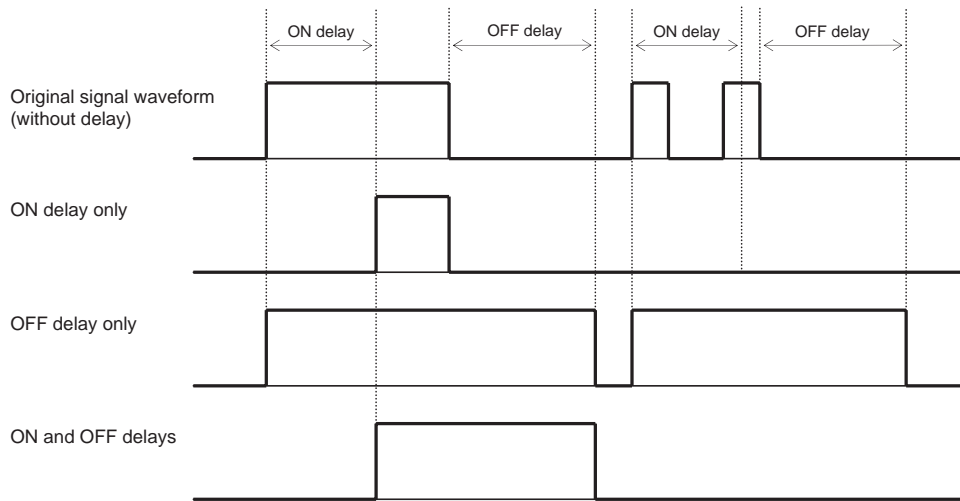 ON delay
OFF delay
ON delay
OFF delay
Original signal waveform
(without delay)
ON delay only
OFF delay only
ON and OFF delays